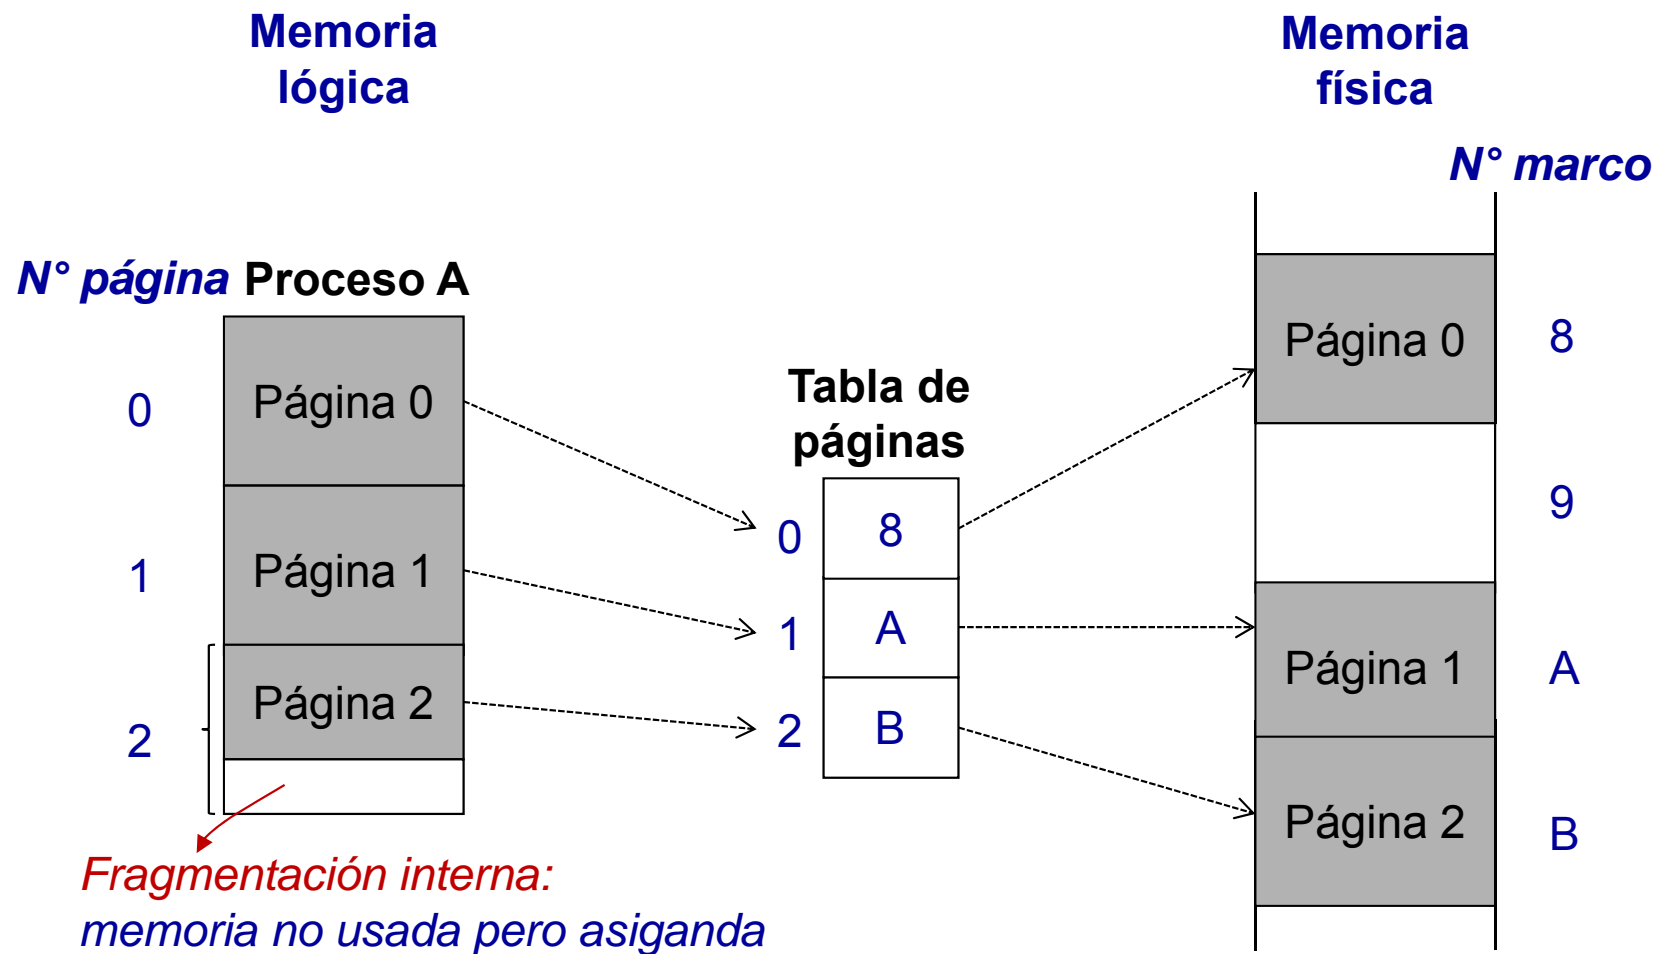 Memoria
lógica
Memoria
física
N° marco
N° página
Proceso A
0
Página 0
1
Página 1
2
Página 2
Fragmentación interna:
memoria no usada pero asiganda
Tabla de
páginas
0
8
1
A
2
B
Página 0
8
9
Página 1
A
Página 2
B